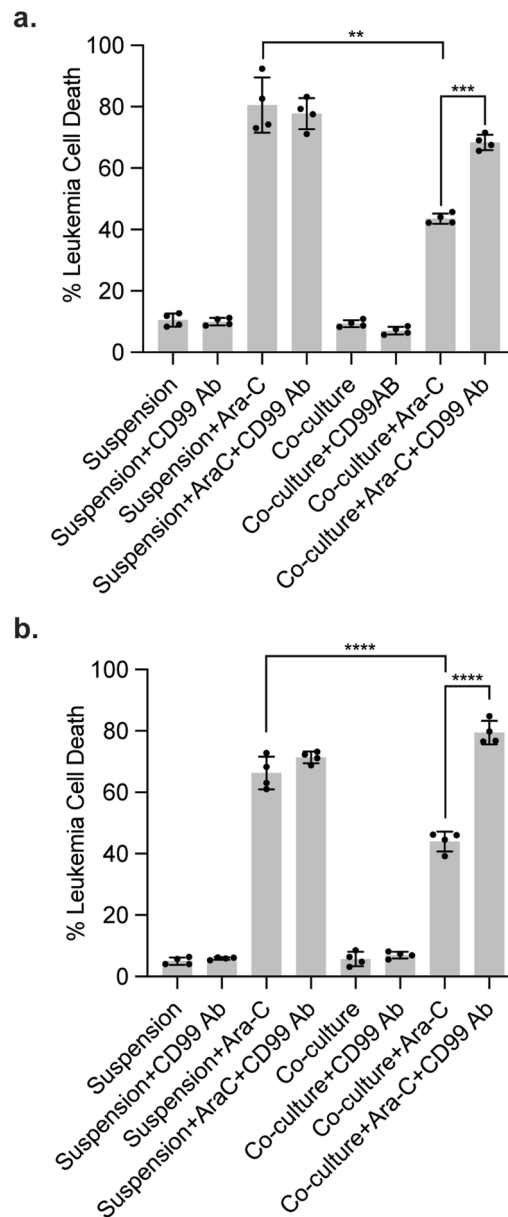 a.
**
***
100
80
60
40
20
0
% Leukemia Cell Death
Suspension
Suspension+CD99 Ab
Suspension+Ara-C
Suspension+AraC+CD99 Ab
Co-culture
Co-culture+CD99AB
Co-culture+Ara-C
Co-culture+Ara-C+CD99 Ab
b.
****
****
100
80
60
40
20
0
% Leukemia Cell Death
Suspension
Suspension+CD99 Ab
Suspension+Ara-C
Suspension+AraC+CD99 Ab
Co-culture
Co-culture+CD99 Ab
Co-culture+Ara-C
Co-culture+Ara-C+CD99 Ab